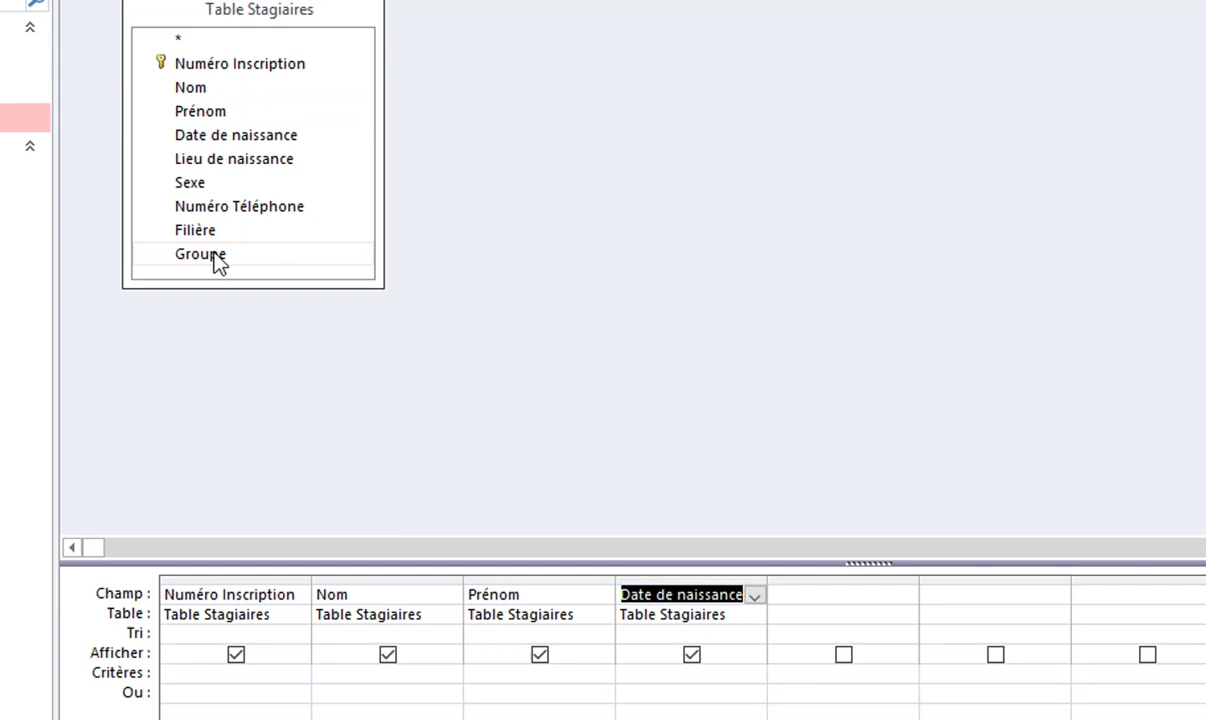 Table Stagiaires
*
Numéro Inscription
Nom
Prénom
Date de naissance
Lieu de naissance
Sexe
Numéro Téléphone
Filière
Groupe
Champ : Numéro Inscription Nom Prénom Date de naissance
Table : Table Stagiaires Table Stagiaires Table Stagiaires Table Stagiaires
Tri :
Afficher :
Critères :
Ou :